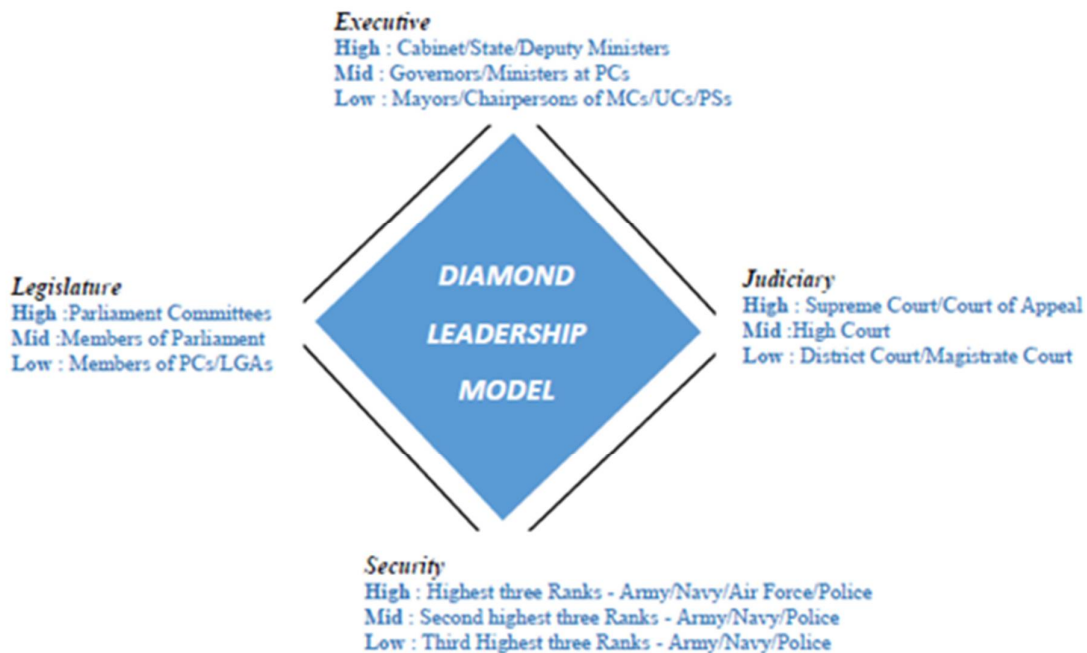 Executive
High : Cabinet/State/Deputy Ministers
Mid : Governors/Ministers at PCs
Low : Mayors/Chairpersons of MCs/UCs/PSs
Legislature
High :Parliament Committees
Mid :Members of Parliament
Low : Members of PCs/LGAs
DIAMOND
LEADERSHIP
MODEL
Judiciary
High : Supreme Court/Court of Appeal
Mid :High Court
Low : District Court/Magistrate Court
Security
High : Highest three Ranks - Army/Navy/Air Force/Police
Mid : Second highest three Ranks - Army/Navy/Police
Low : Third Highest three Ranks - Army/Navy/Police